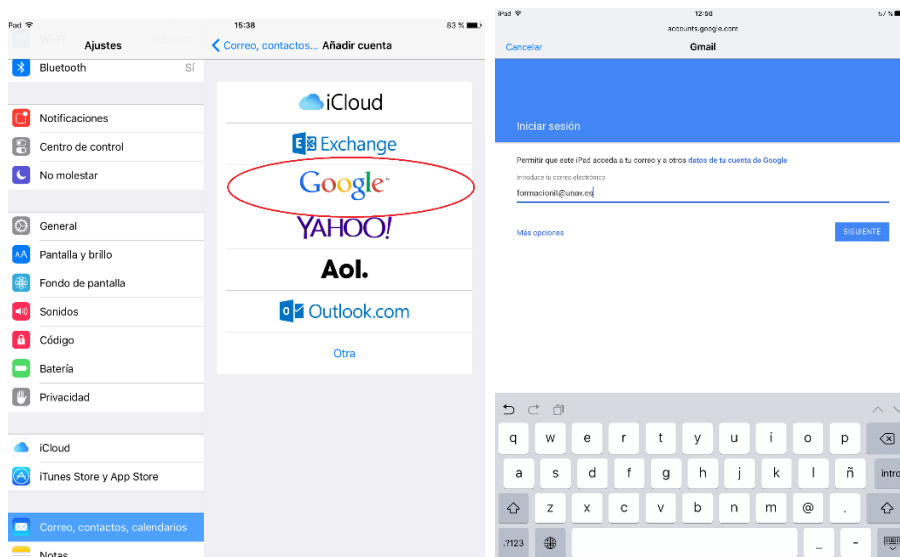 Pad 15:38 83 %
Wi-Fi
Ajustes
Bluetooth Sí
Notificaciones
Centro de control
No molestar
General
Pantalla y brillo
Fondo de pantalla
Sonidos
Código
Batería
Privacidad
iCloud
iTunes Store y App Store
Correo, contactos, calendarios
Notas
Correo, contactos... Añadir cuenta
iCloud
Exchange
Google™
YAHOO!
Aol.
Outlook.com
Otra
iPad 12:50 57 %
accounts.google.com
Cancelar Gmail
Iniciar sesión
Permitir que este iPad acceda a tu correo y a otros datos de tu cuenta de Google
Introduce tu correo electrónico
formacionit@unav.es
Más opciones SIGUIENTE
q w e r t y u i o p
a s d f g h j k l ñ intro
z x c v b n m @ .
.?123 _ -